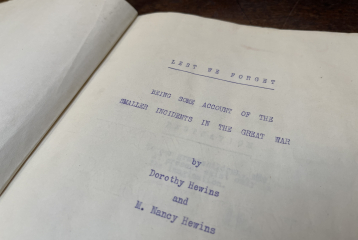 LEST WE FORGET
BEING SOME ACCOUNT OF THE
SMALLER INCIDENTS IN THE GREAT WAR
by
Dorothy Hewins
and
M. Nancy Hewins